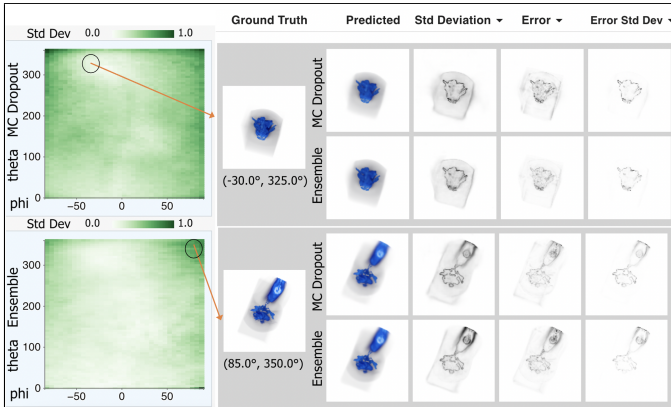 Std Dev 0.0 1.0
MC Dropout
theta
300
200
100
0
phi −50 0 50
Std Dev 0.0 1.0
Ensemble
theta
300
200
100
0
phi −50 0 50
Ground Truth Predicted Std Deviation Error Error Std Dev
MC Dropout
(-30.0°, 325.0°)
Ensemble
MC Dropout
(85.0°, 350.0°)
Ensemble